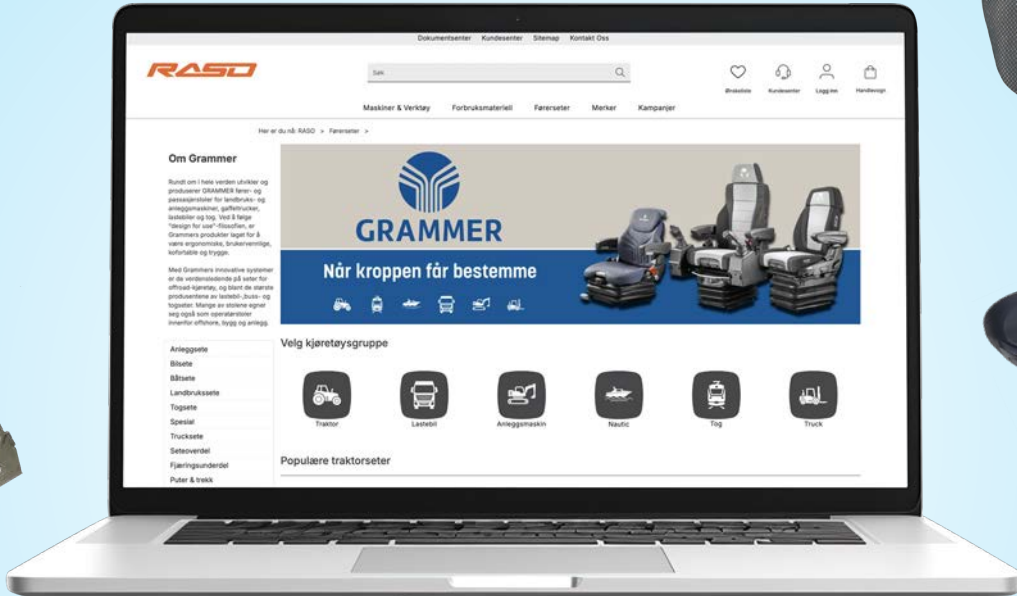 Dokumentsenter Kundesenter Sitemap Kontakt Oss
RASO
Søk
Ønskeliste Kundesenter Logg inn Handlevogn
Maskiner & Verktøy Forbruksmateriell Førerseter Merker Kampanjer
Her er du nå: RASO > Førerseter >
Om Grammer
Rundt om i hele verden utvikler og
produserer GRAMMER fører- og
passasjerstoler for landbruks- og
anleggsmaskiner, gaffeltrucker,
lastebiler og tog. Ved å følge
"design for use"-filosofien, er
Grammers produkter laget for å
være ergonomiske, brukervennlige,
kofortable og trygge.
Med Grammers innovative systemer
er de verdensledende på seter for
offroad-kjøretøy, og blant de største
produsentene av lastebil-,buss- og
togseter. Mange av stolene egner
seg også som operatørstoler
innenfor offshore, bygg og anlegg.
Anleggsete
Bilsete
Båtsete
Landbrukssete
Togsete
Spesial
Trucksete
Seteoverdel
Fjæringsunderdel
Puter & trekk
GRAMMER
Når kroppen får bestemme
Velg kjøretøysgruppe
Traktor Lastebil Anleggsmaskin Nautic Tog Truck
Populære traktorseter